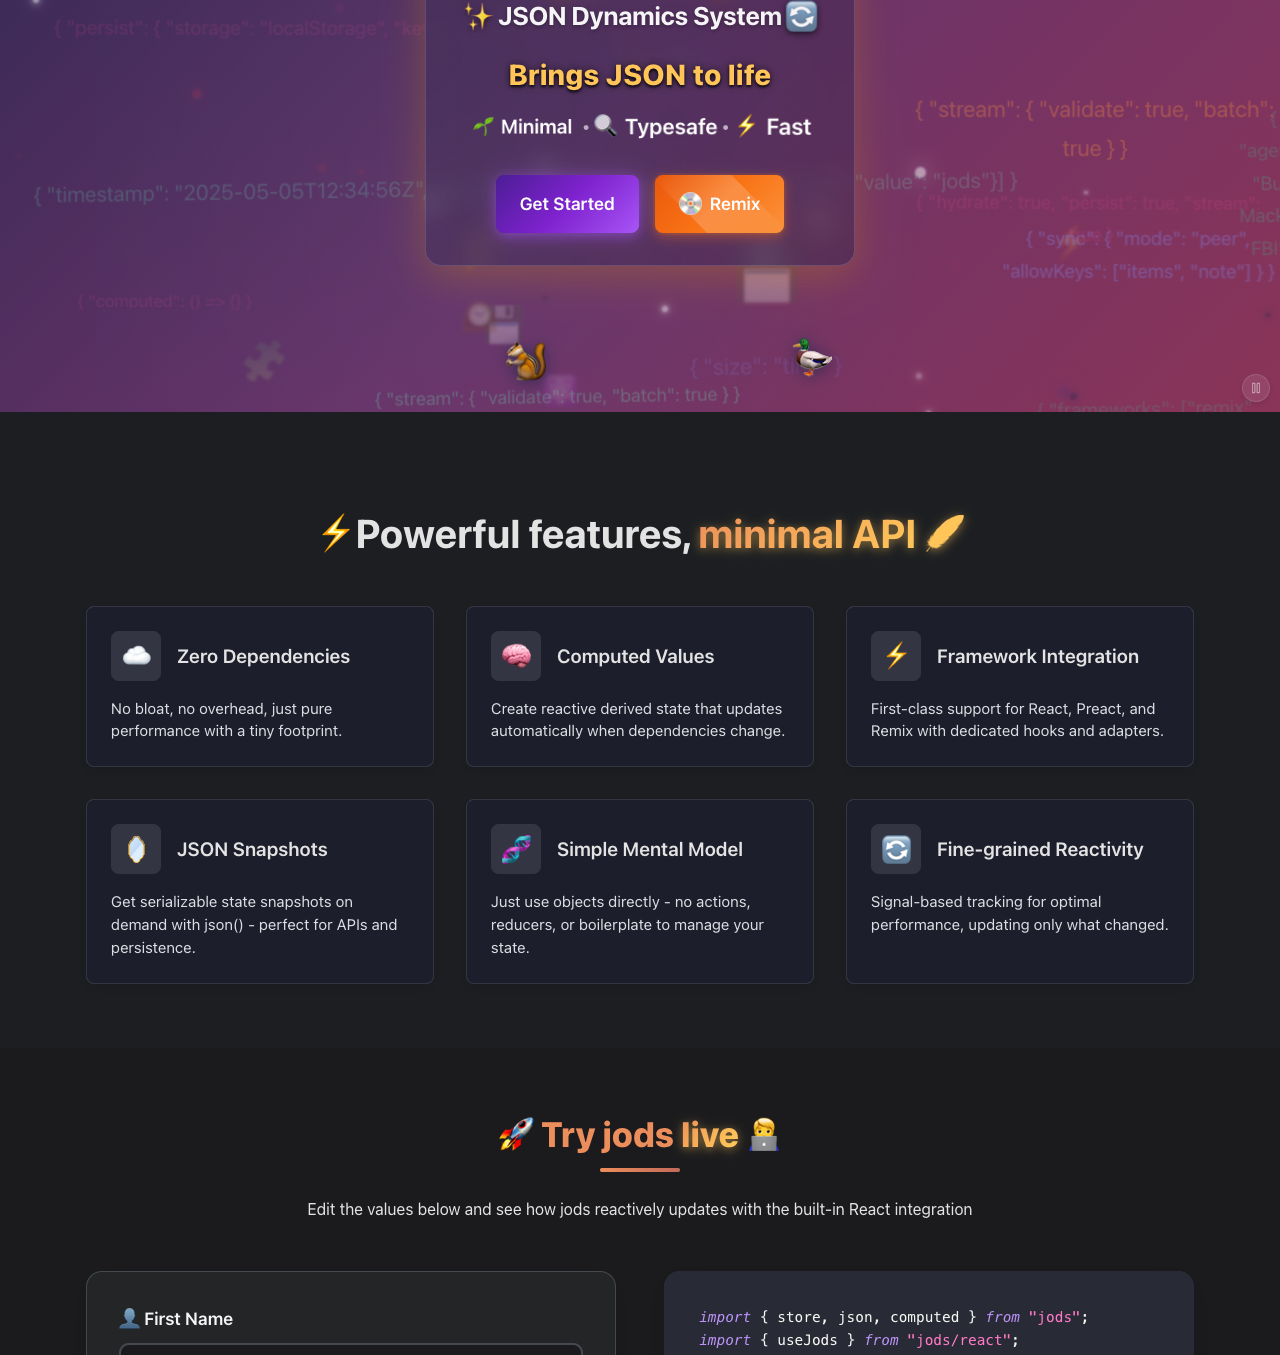 { "persist": { "storage": "localStorage",
✨ JSON Dynamics System 🔄
Brings JSON to life
🌱 Minimal • 🔍 Typesafe • ⚡ Fast
{ "stream": { "validate": true, "batch":
true } }
{ "timestamp": "2025-05-05T12:34:56Z",
"value": "jods"}] }
{ "hydrate": true, "persist": true, "stream":
Get Started
💿 Remix
{ "sync": { "mode": "peer",
"allowKeys": ["items", "note"] } }
{ "computed": () => {} }
{ "size":
{ "stream": { "validate": true, "batch": true } }
{ "frameworks": ["remix"
⚡Powerful features, minimal API 🪶
Zero Dependencies
No bloat, no overhead, just pure
performance with a tiny footprint.
Computed Values
Create reactive derived state that updates
automatically when dependencies change.
Framework Integration
First-class support for React, Preact, and
Remix with dedicated hooks and adapters.
JSON Snapshots
Get serializable state snapshots on
demand with json() - perfect for APIs and
persistence.
Simple Mental Model
Just use objects directly - no actions,
reducers, or boilerplate to manage your
state.
Fine-grained Reactivity
Signal-based tracking for optimal
performance, updating only what changed.
🚀 Try jods live 🧑‍💻
Edit the values below and see how jods reactively updates with the built-in React integration
👤 First Name
import { store, json, computed } from "jods";
import { useJods } from "jods/react";